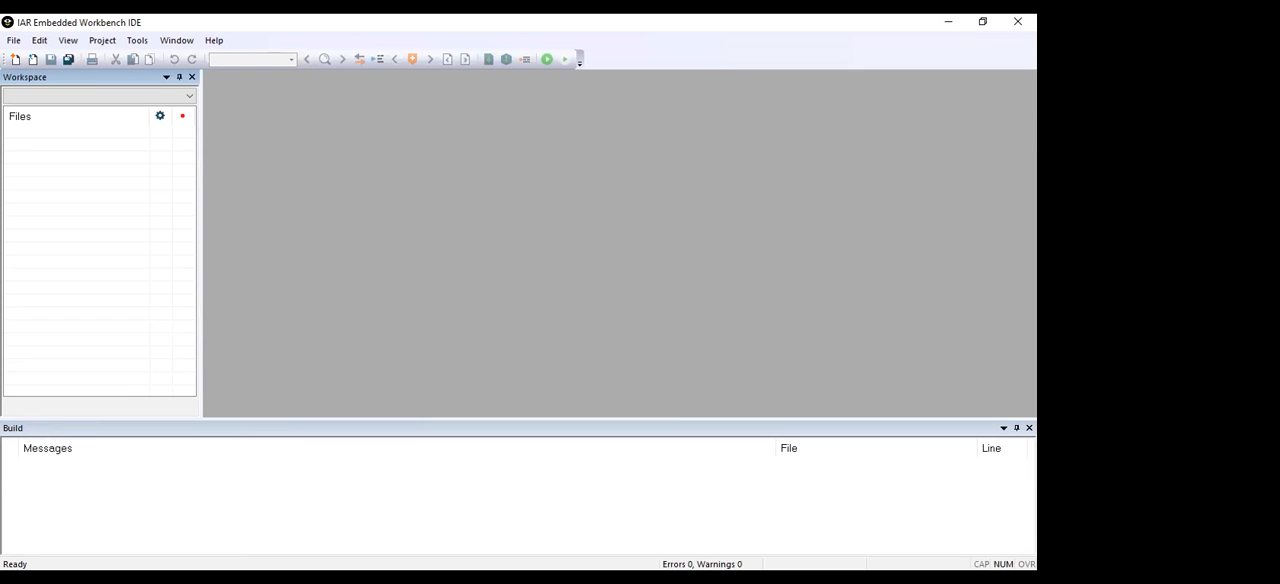 IAR Embedded Workbench IDE
File Edit View Project Tools Window Help
Workspace
Files
Build
Messages File Line
Ready Errors 0, Warnings 0 CAP NUM OVR